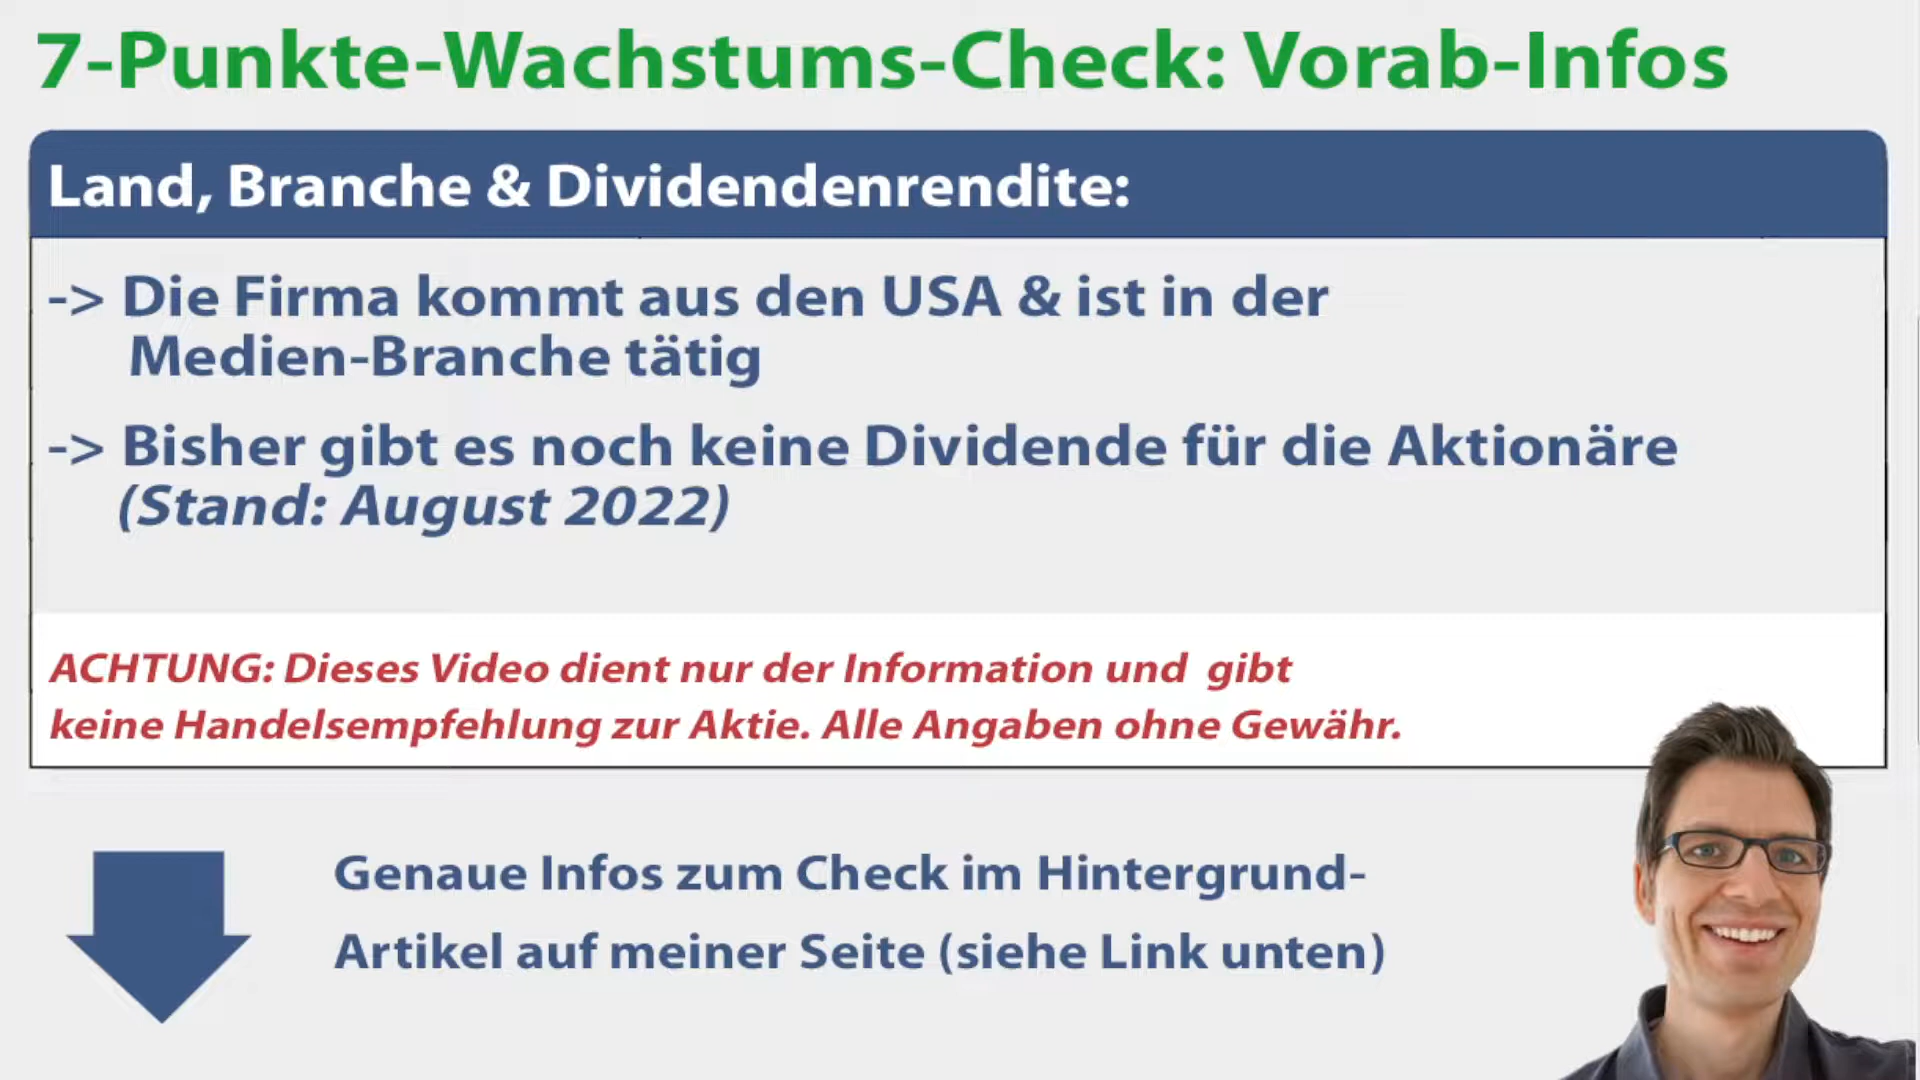 7-Punkte-Wachstums-Check: Vorab-Infos
Land, Branche & Dividendenrendite:
-> Die Firma kommt aus den USA & ist in der
Medien-Branche tätig
-> Bisher gibt es noch keine Dividende für die Aktionäre
(Stand: August 2022)
ACHTUNG: Dieses Video dient nur der Information und gibt
keine Handelsempfehlung zur Aktie. Alle Angaben ohne Gewähr.
Genaue Infos zum Check im Hintergrund-
Artikel auf meiner Seite (siehe Link unten)